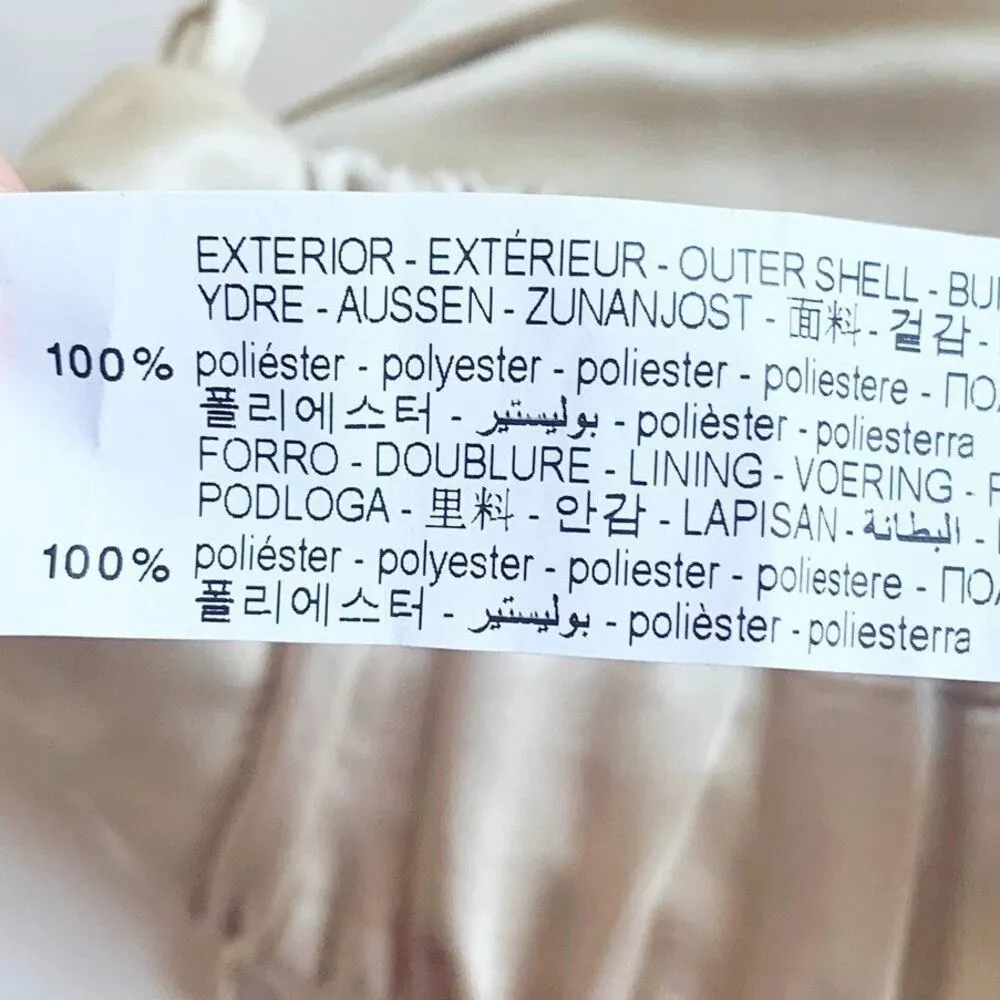 EXTERIOR - EXTÉRIEUR - OUTER SHELL -
YDRE - AUSSEN - ZUNANJOST - 面料 - 겉감 -
100% poliéster - polyester - poliester - poliestere -
폴리에스터 - بوليستير - polièster - poliesterra
FORRO - DOUBLURE - LINING - VOERING -
PODLOGA - 里料 - 안감 - LAPISAN - البطانة -
100% poliéster - polyester - poliester - poliestere -
폴리에스터 - بوليستير - polièster - poliesterra